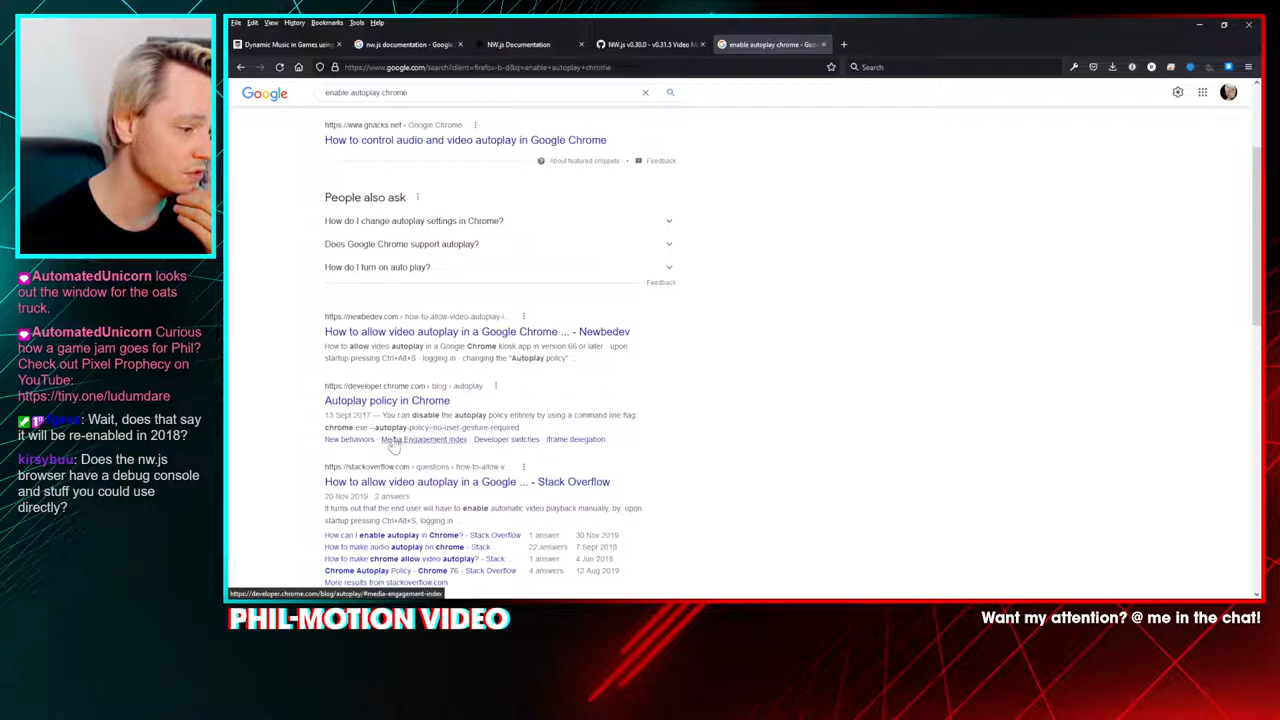 File Edit View History Bookmarks Tools Help
Dynamic Music in Games usin
nw.js documentation - Google
NW.js Documentation
NW.js v0.30.0 - v0.31.5 Video M
enable autoplay chrome - Goo
https://www.google.com/search?client=firefox-b-d&q=enable+autoplay+chrome
Search
Google
enable autoplay chrome
https://www.ghacks.net › Google Chrome
How to control audio and video autoplay in Google Chrome
About featured snippets • Feedback
People also ask
How do I change autoplay settings in Chrome?
Does Google Chrome support autoplay?
How do I turn on auto play?
Feedback
https://newbedev.com › how-to-allow-video-autoplay-i...
How to allow video autoplay in a Google Chrome ... - Newbedev
How to allow video autoplay in a Google Chrome kiosk app in version 66 or later · upon
startup pressing Ctrl+Alt+S · logging in · changing the "Autoplay policy" ...
https://developer.chrome.com › blog › autoplay
Autoplay policy in Chrome
13 Sept 2017 — You can disable the autoplay policy entirely by using a command line flag:
chrome exe --autoplay-policy=no-user-gesture-required
New behaviors · Media Engagement Index · Developer switches · Iframe delegation
https://stackoverflow.com › questions › how-to-allow-v...
How to allow video autoplay in a Google ... - Stack Overflow
20 Nov 2019 · 2 answers
It turns out that the end user will have to enable automatic video playback manually, by: upon
startup pressing Ctrl+Alt+S, logging in ...
How can I enable autoplay in Chrome? - Stack Overflow 1 answer 30 Nov 2019
How to make audio autoplay on chrome - Stack 22 answers 7 Sept 2018
How to make chrome allow video autoplay? - Stack ... 1 answer 4 Jun 2016
Chrome Autoplay Policy - Chrome 76 - Stack Overflow 4 answers 12 Aug 2019
More results from stackoverflow.com
https://developer.chrome.com/blog/autoplay/#media-engagement-index
AutomatedUnicorn looks
out the window for the oats
truck.
AutomatedUnicorn Curious
how a game jam goes for Phil?
Check out Pixel Prophecy on
YouTube:
https://tiny.one/ludumdare
Wait, does that say
it will be re-enabled in 2018?
kirsybuu: Does the nw.js
browser have a debug console
and stuff you could use
directly?
PHIL-MOTION VIDEO
Want my attention? @ me in the chat!